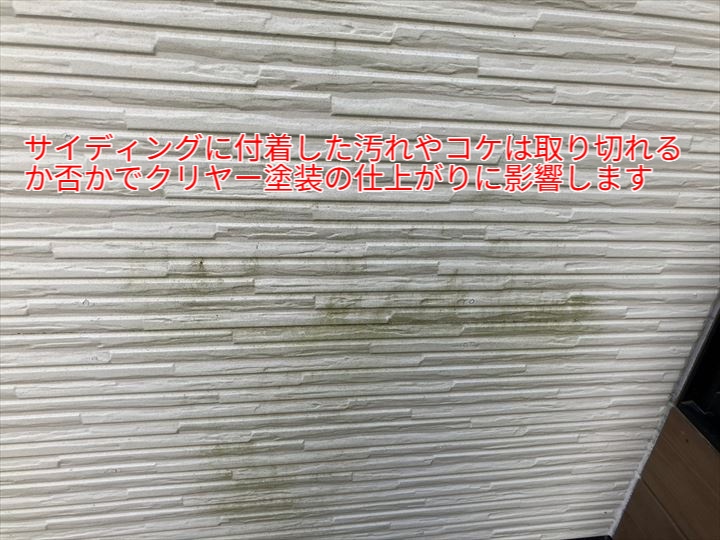 サイディングに付着した汚れやコケは取り切れる
か否かでクリヤー塗装の仕上がりに影響します